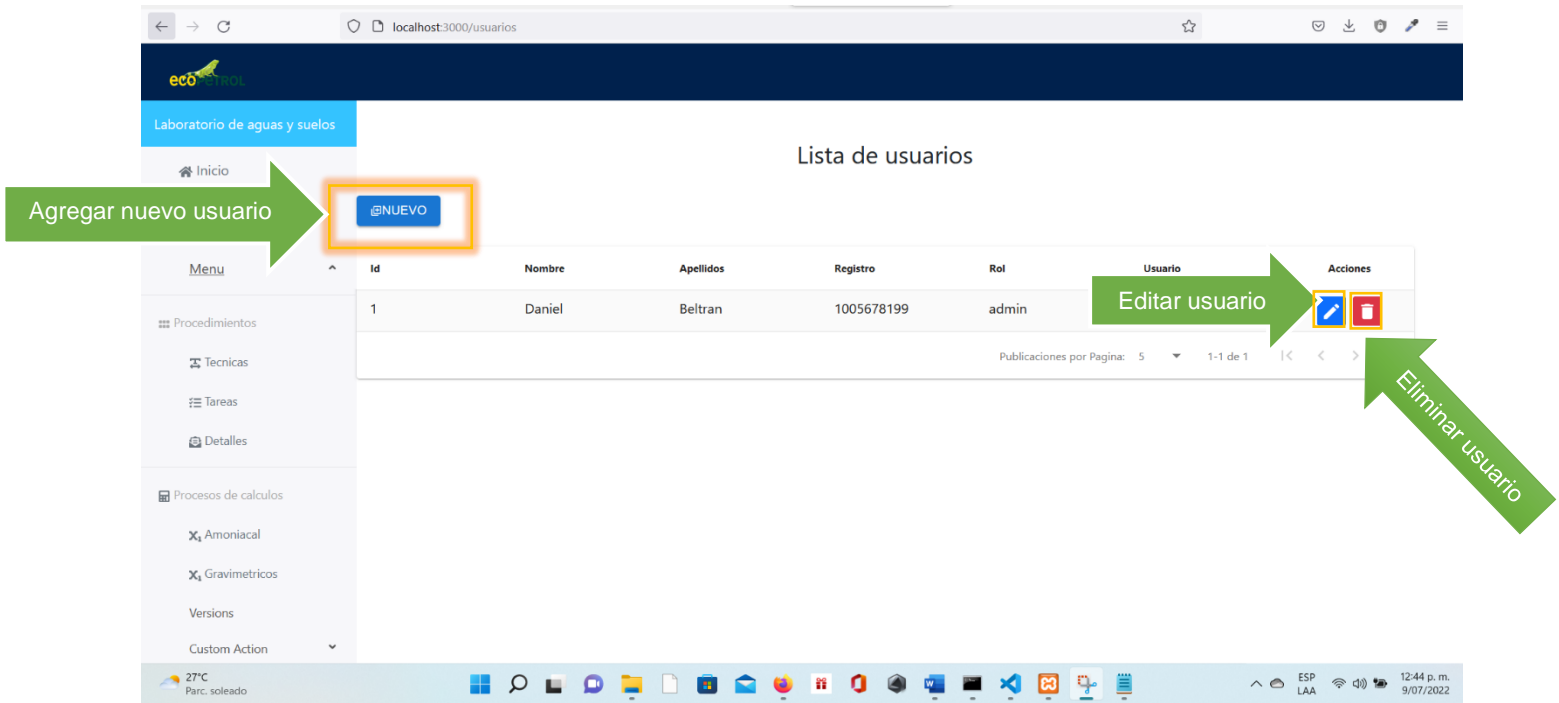 localhost:3000/usuarios
ecoPETROL
Laboratorio de aguas y suelos
Lista de usuarios
Inicio
Agregar nuevo usuario
NUEVO
Menu
Id Nombre Apellidos Registro Rol Usuario Acciones
1 Daniel Beltran 1005678199 admin
Editar usuario
Eliminar usuario
Publicaciones por Pagina: 5 1-1 de 1
Procedimientos
Tecnicas
Tareas
Detalles
Procesos de calculos
Amoniacal
Gravimetricos
Versions
Custom Action
27°C
Parc. soleado
ESP
LAA
12:44 p. m.
9/07/2022